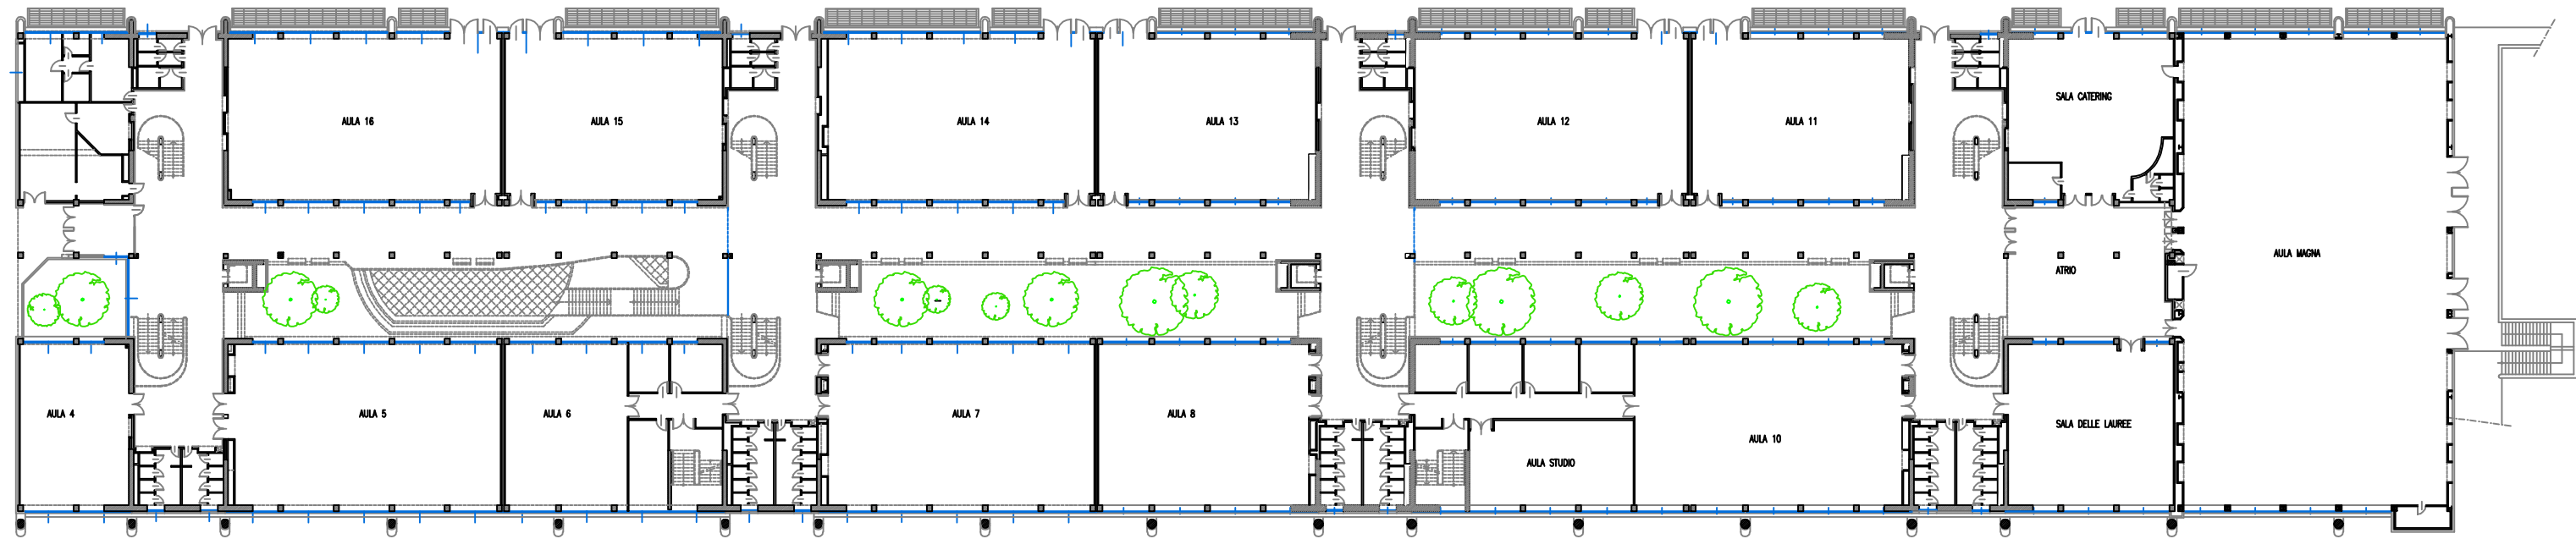 SALA CATERING
AULA 16
AULA 15
AULA 14
AULA 13
AULA 12
AULA 11
AULA MAGNA
ATRIO
AULA 4
AULA 5
AULA 6
AULA 7
AULA 8
SALA DELLE LAUREE
AULA 10
AULA STUDIO